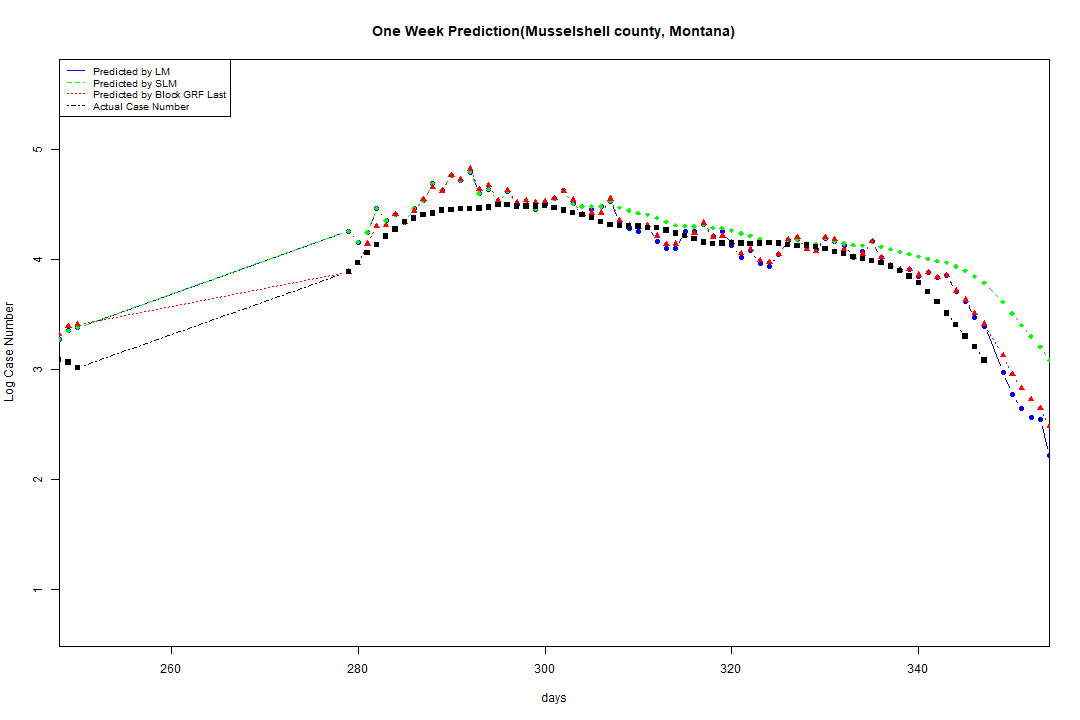 One Week Prediction(Musselshell county, Montana)
Predicted by LM
Predicted by SLM
Predicted by Block GRF Last
Actual Case Number
Log Case Number
5
4
3
2
1
260 280 300 320 340
days